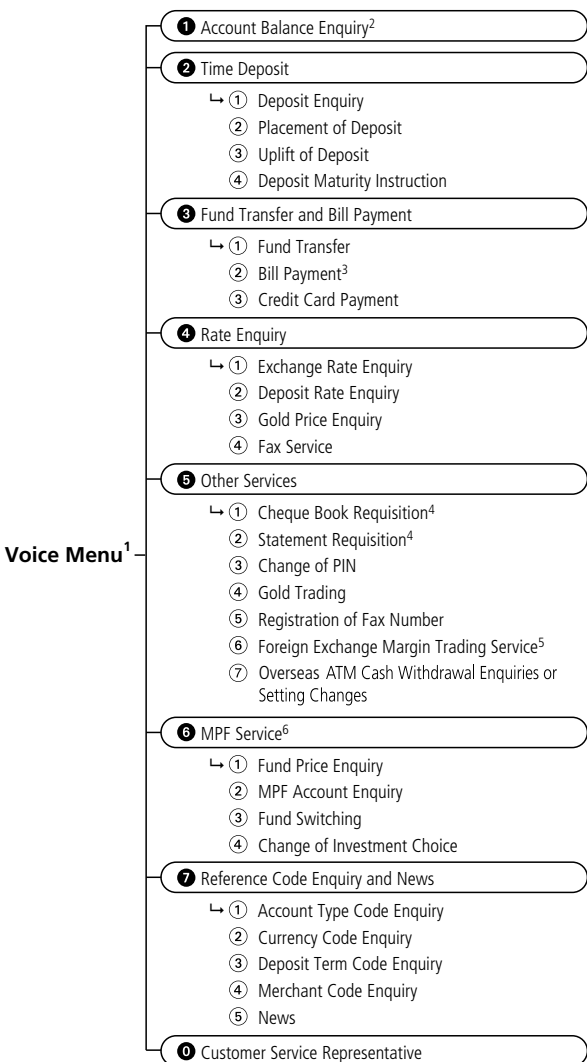 Voice Menu¹
❶ Account Balance Enquiry²
❷ Time Deposit
↳ ① Deposit Enquiry
② Placement of Deposit
③ Uplift of Deposit
④ Deposit Maturity Instruction
❸ Fund Transfer and Bill Payment
↳ ① Fund Transfer
② Bill Payment³
③ Credit Card Payment
❹ Rate Enquiry
↳ ① Exchange Rate Enquiry
② Deposit Rate Enquiry
③ Gold Price Enquiry
④ Fax Service
❺ Other Services
↳ ① Cheque Book Requisition⁴
② Statement Requisition⁴
③ Change of PIN
④ Gold Trading
⑤ Registration of Fax Number
⑥ Foreign Exchange Margin Trading Service⁵
⑦ Overseas ATM Cash Withdrawal Enquiries or
Setting Changes
❻ MPF Service⁶
↳ ① Fund Price Enquiry
② MPF Account Enquiry
③ Fund Switching
④ Change of Investment Choice
❼ Reference Code Enquiry and News
↳ ① Account Type Code Enquiry
② Currency Code Enquiry
③ Deposit Term Code Enquiry
④ Merchant Code Enquiry
⑤ News
⓿ Customer Service Representative